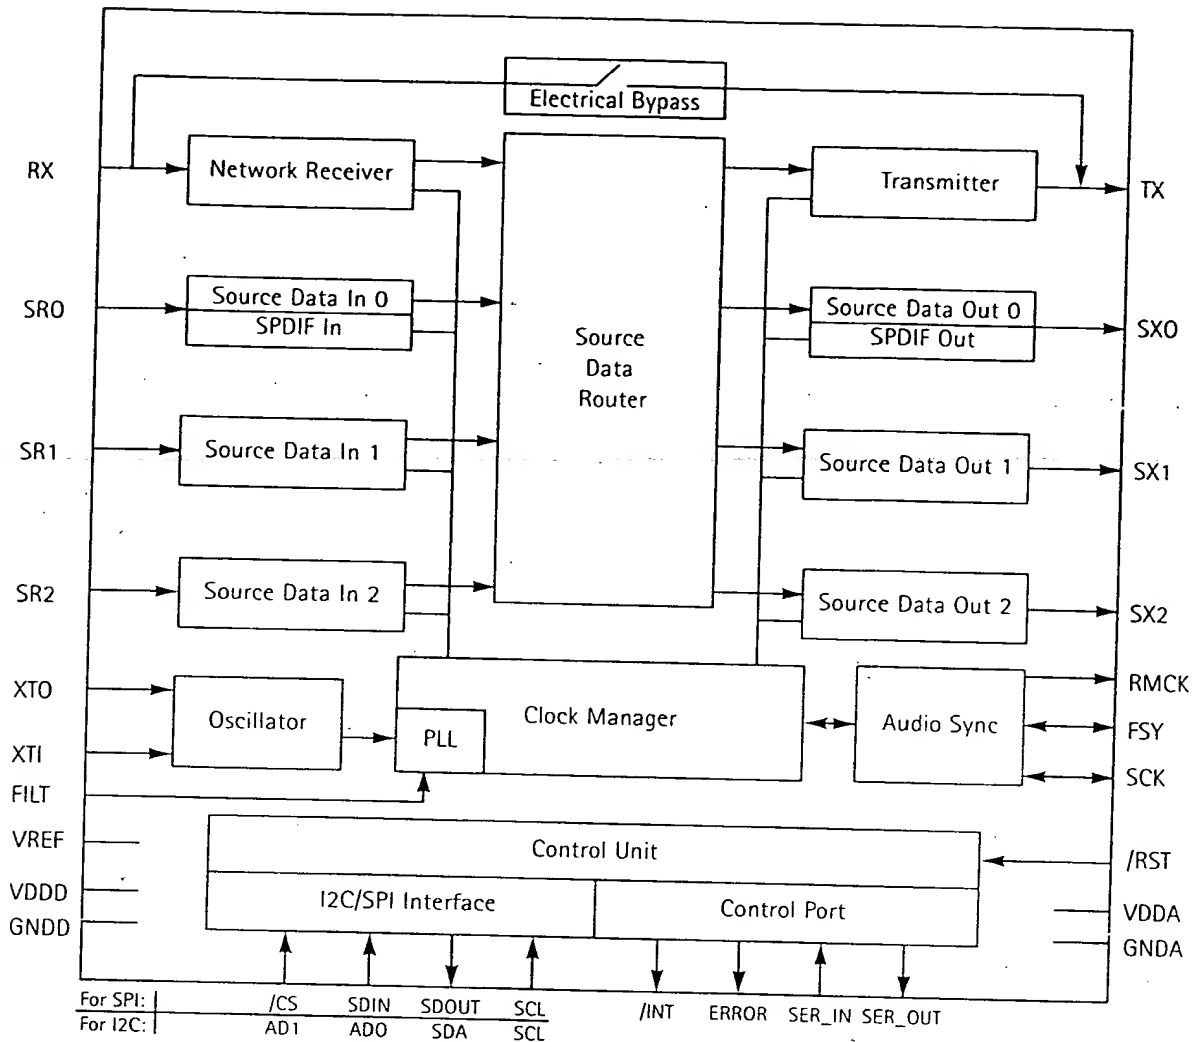 Electrical Bypass
RX
Network Receiver
Transmitter
TX
SR0
Source Data In 0
SPDIF In
Source
Data
Router
Source Data Out 0
SPDIF Out
SX0
SR1
Source Data In 1
Source Data Out 1
SX1
SR2
Source Data In 2
Source Data Out 2
SX2
XTO
XTI
Oscillator
PLL
Clock Manager
Audio Sync
RMCK
FSY
SCK
FILT
VREF
VDDD
GNDD
Control Unit
I2C/SPI Interface
Control Port
/RST
VDDA
GNDA
For SPI: /CS SDIN SDOUT SCL
For I2C: AD1 AD0 SDA SCL
/INT ERROR SER_IN SER_OUT